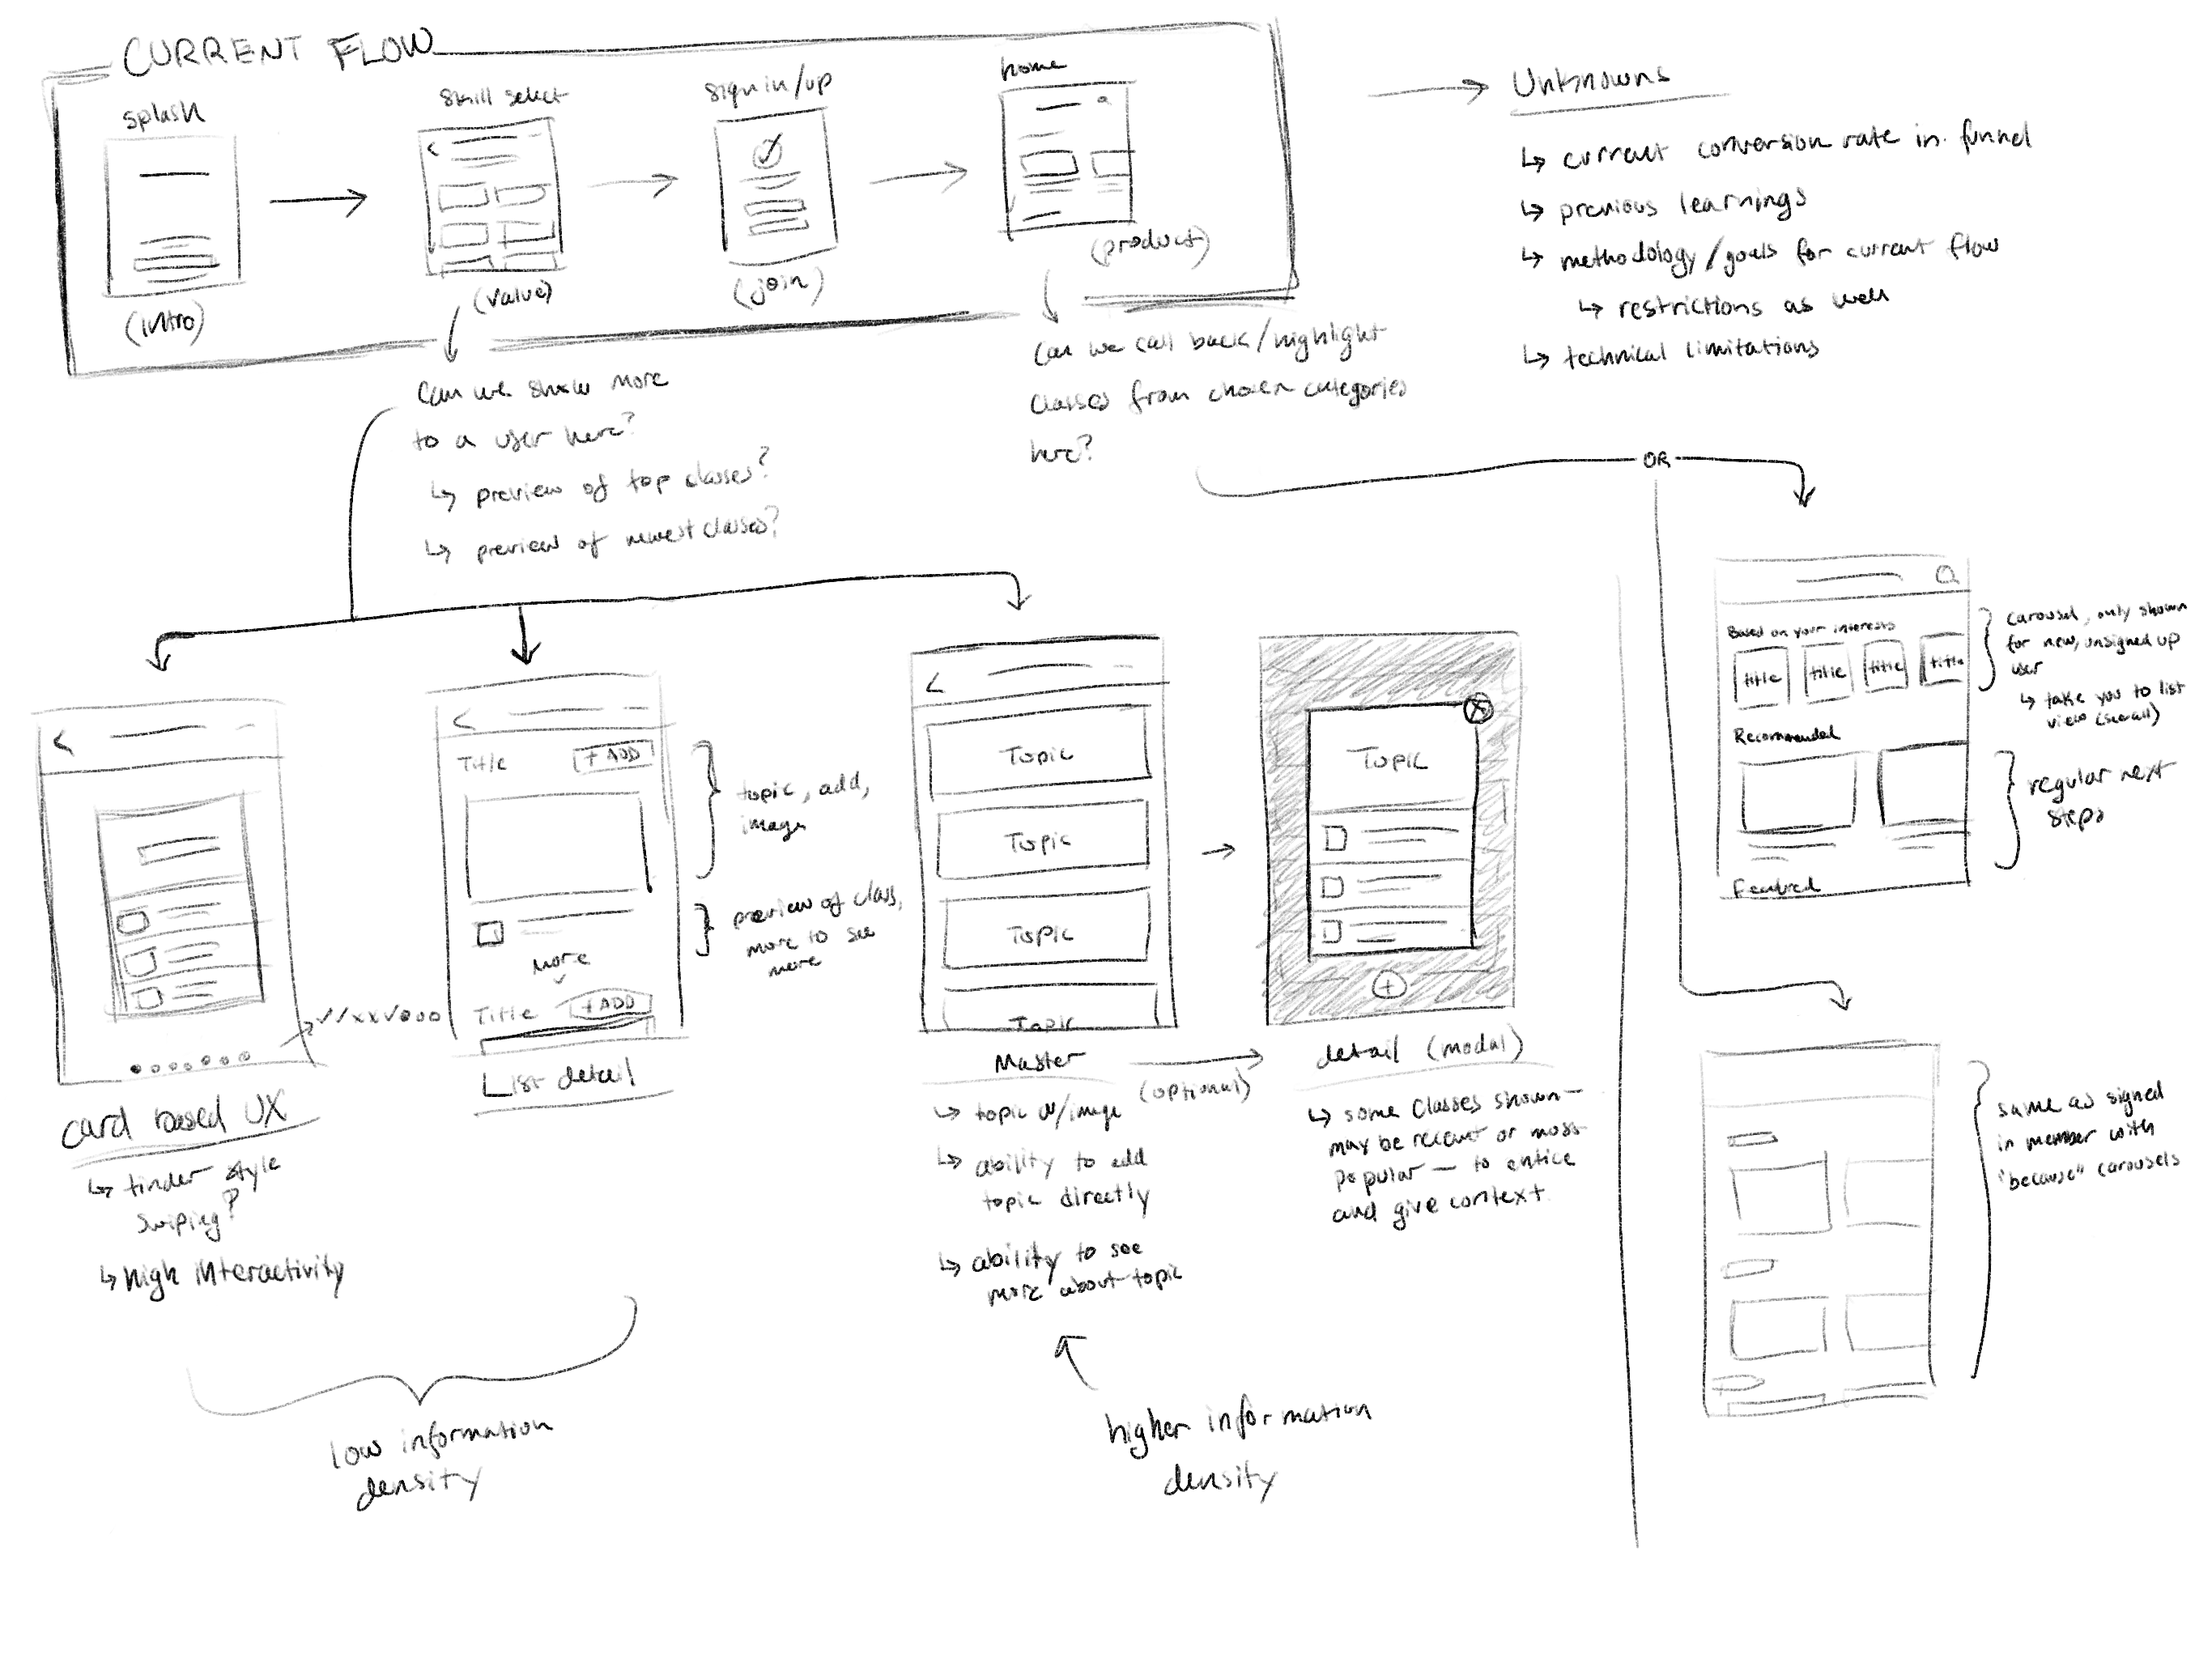 CURRENT FLOW
splash
(intro)
skill select
(value)
sign in/up
(join)
home
(product)
Unknowns
↳ current conversion rate in funnel
↳ previous learnings
↳ methodology/goals for current flow
↳ restrictions as well
↳ technical limitations
Can we show more
to a user here?
↳ preview of top classes?
↳ preview of newest classes?
Can we call back/highlight
classes from chosen categories
here?
OR
card based UX
↳ tinder style
swiping?
↳ high interactivity
Title
+ ADD
more
Title
+ ADD
List detail
topic, add,
image
preview of class,
more to see
more
low information
density
Topic
Topic
Topic
Topic
Master
(optional)
↳ topic w/image
↳ ability to add
topic directly
↳ ability to see
more about topic
higher information
density
Topic
detail (modal)
↳ some classes shown —
may be recent or most
popular — to entice
and give context.
Based on your interests
title
title
title
title
Recommended
Featured
carousel, only shown
for new, unsigned up
user
↳ take you to list
view (see all)
regular next
steps
same as signed
in member with
"because" carousels